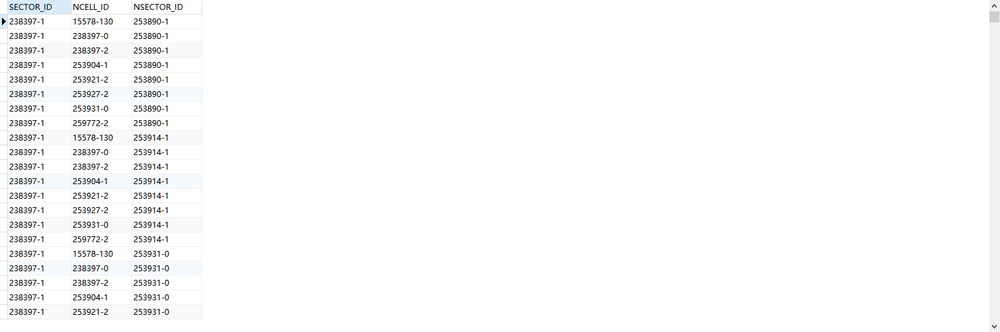 SECTOR_ID NCELL_ID NSECTOR_ID
238397-1 15578-130 253890-1
238397-1 238397-0 253890-1
238397-1 238397-2 253890-1
238397-1 253904-1 253890-1
238397-1 253921-2 253890-1
238397-1 253927-2 253890-1
238397-1 253931-0 253890-1
238397-1 259772-2 253890-1
238397-1 15578-130 253914-1
238397-1 238397-0 253914-1
238397-1 238397-2 253914-1
238397-1 253904-1 253914-1
238397-1 253921-2 253914-1
238397-1 253927-2 253914-1
238397-1 253931-0 253914-1
238397-1 259772-2 253914-1
238397-1 15578-130 253931-0
238397-1 238397-0 253931-0
238397-1 238397-2 253931-0
238397-1 253904-1 253931-0
238397-1 253921-2 253931-0